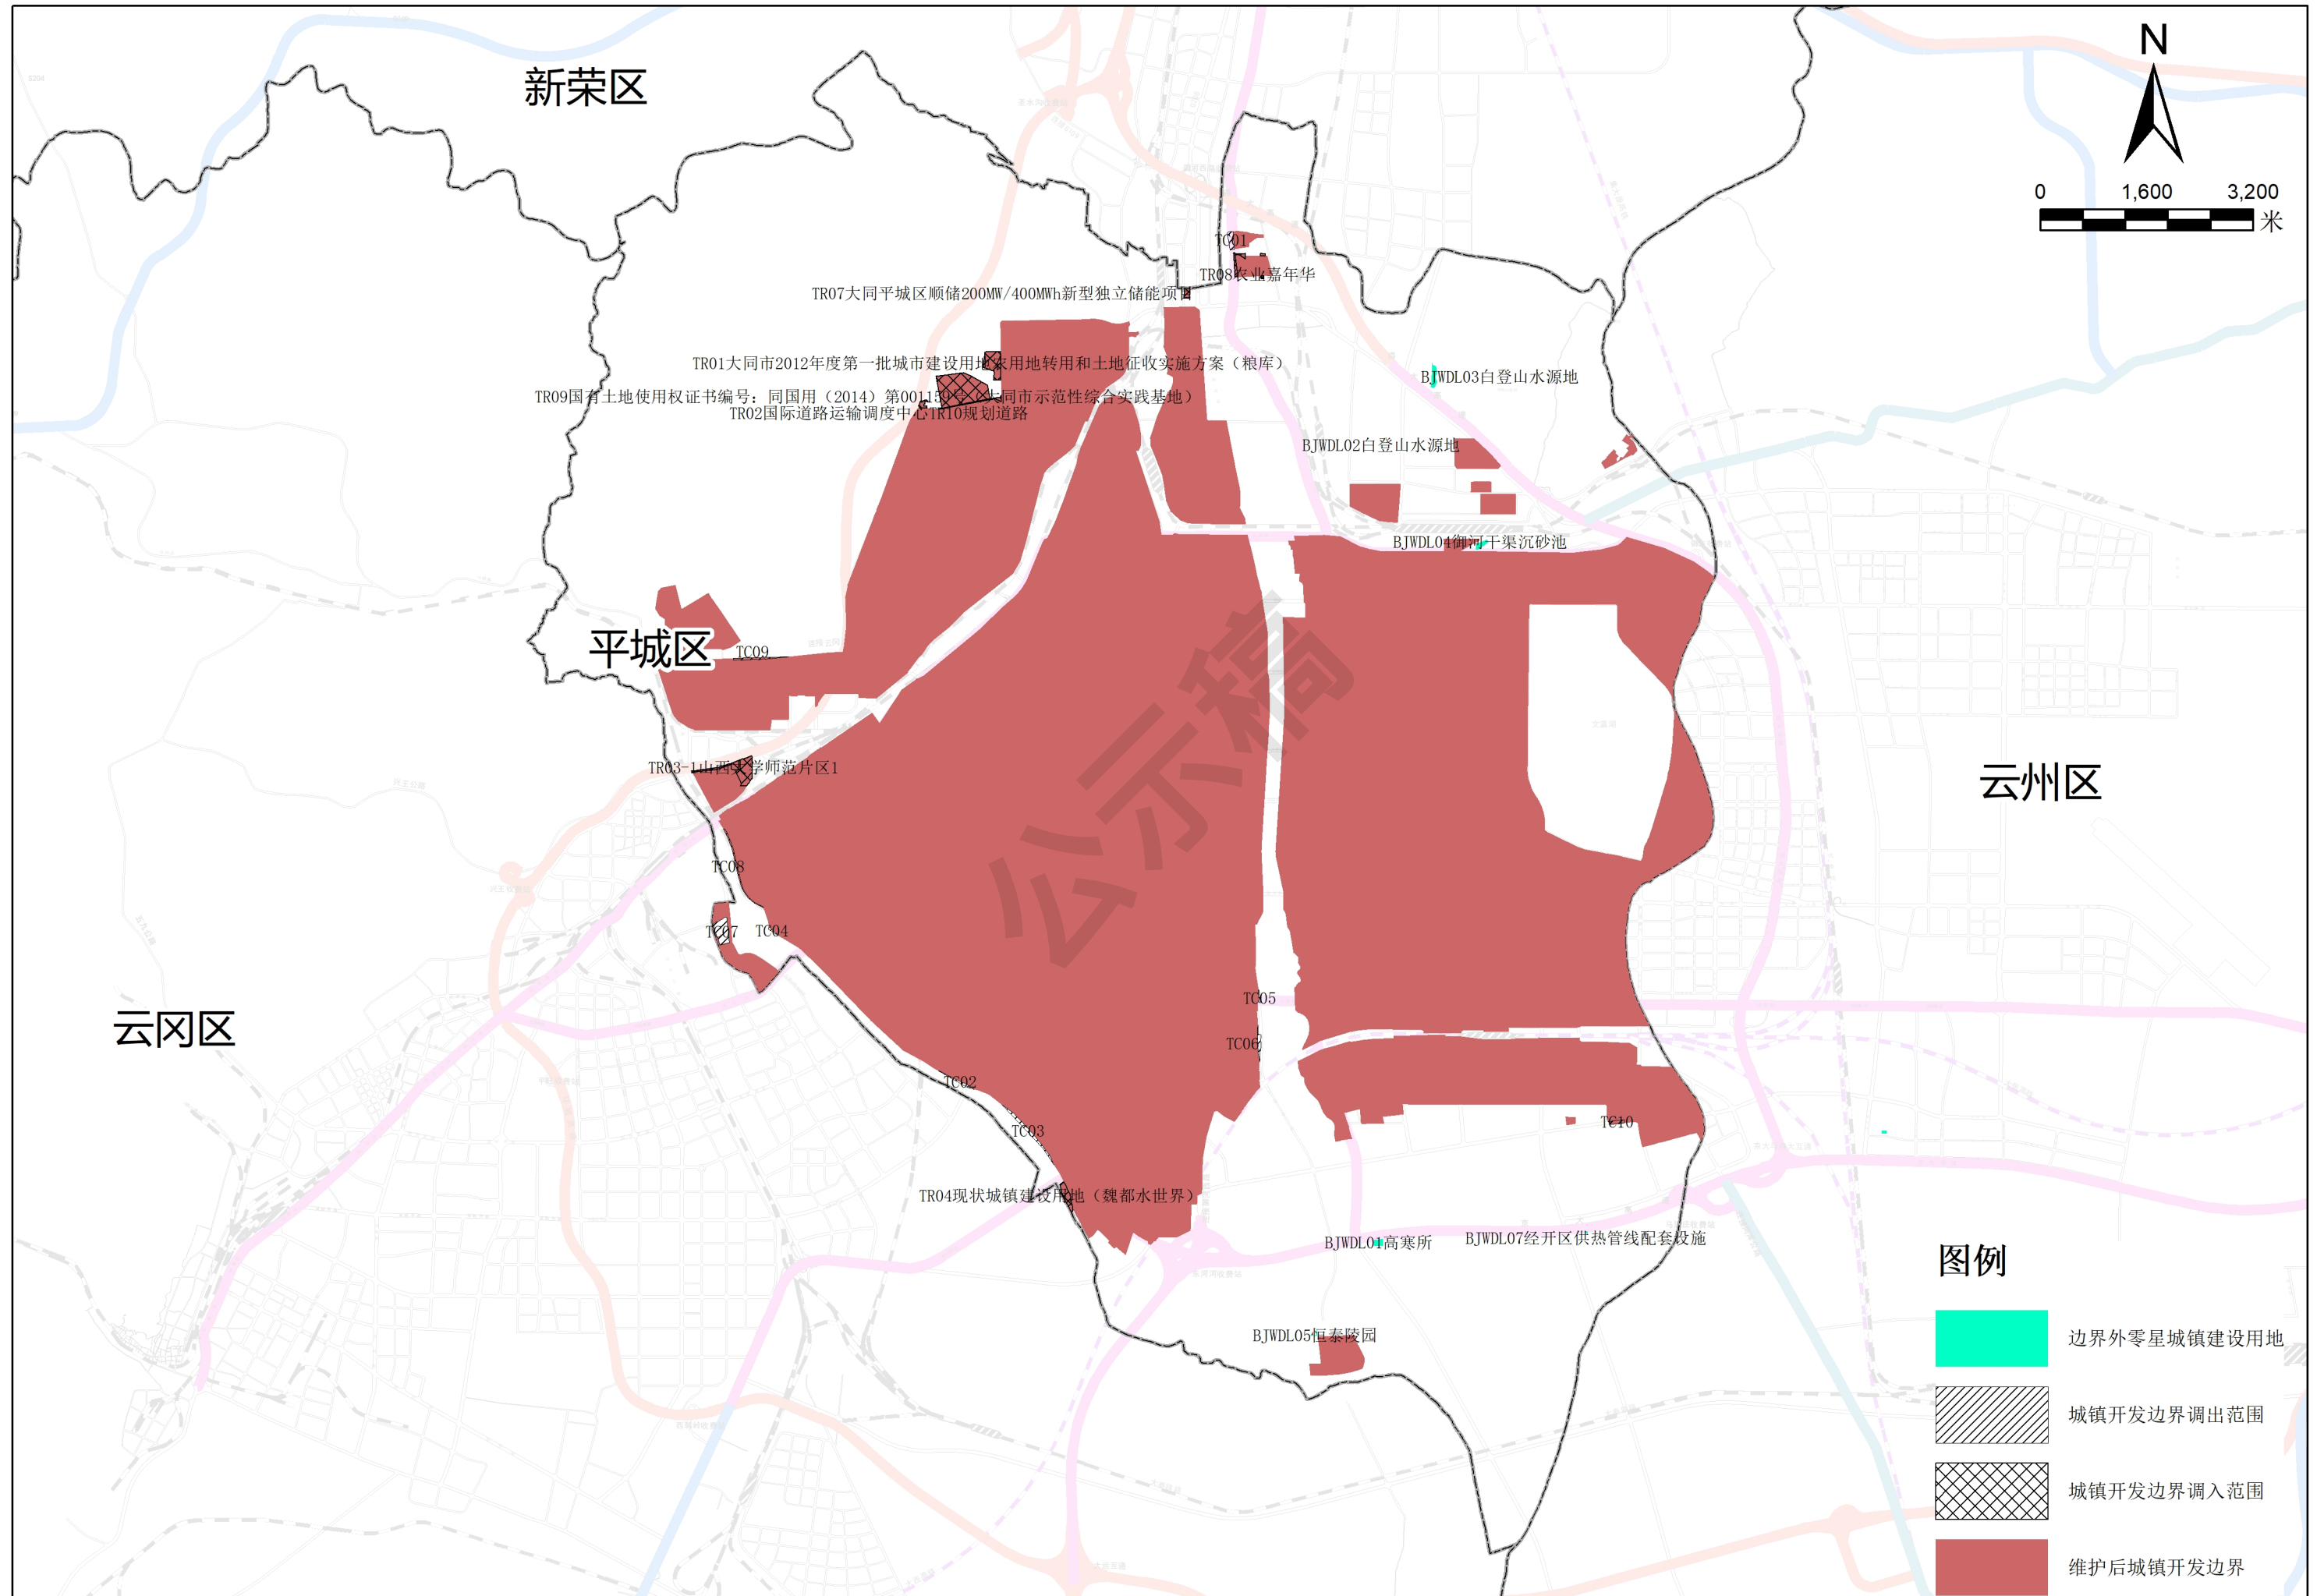 新荣区
N
0 1,600 3,200
米
S204
TC01
TR08农业嘉年华
TR07大同平城区顺储200MW/400MWh新型独立储能项目
TR01大同市2012年度第一批城市建设用地农用地转用和土地征收实施方案（粮库）
BJWDL03白登山水源地
TR09国有土地使用权证书编号：同国用（2014）第001159号（大同市示范性综合实践基地）
TR02国际道路运输调度中心
TR10规划道路
BJWDL02白登山水源地
BJWDL04御河干渠沉砂池
平城区
TC09
文瀛湖
TR03-1山西大学师范片区1
云州区
TC08
TC07
TC04
公示稿
TC05
云冈区
TC06
TC02
TC10
TC03
TR04现状城镇建设用地（魏都水世界）
BJWDL01高寒所
BJWDL07经开区供热管线配套设施
BJWDL05恒泰陵园
图例
边界外零星城镇建设用地
城镇开发边界调出范围
城镇开发边界调入范围
维护后城镇开发边界